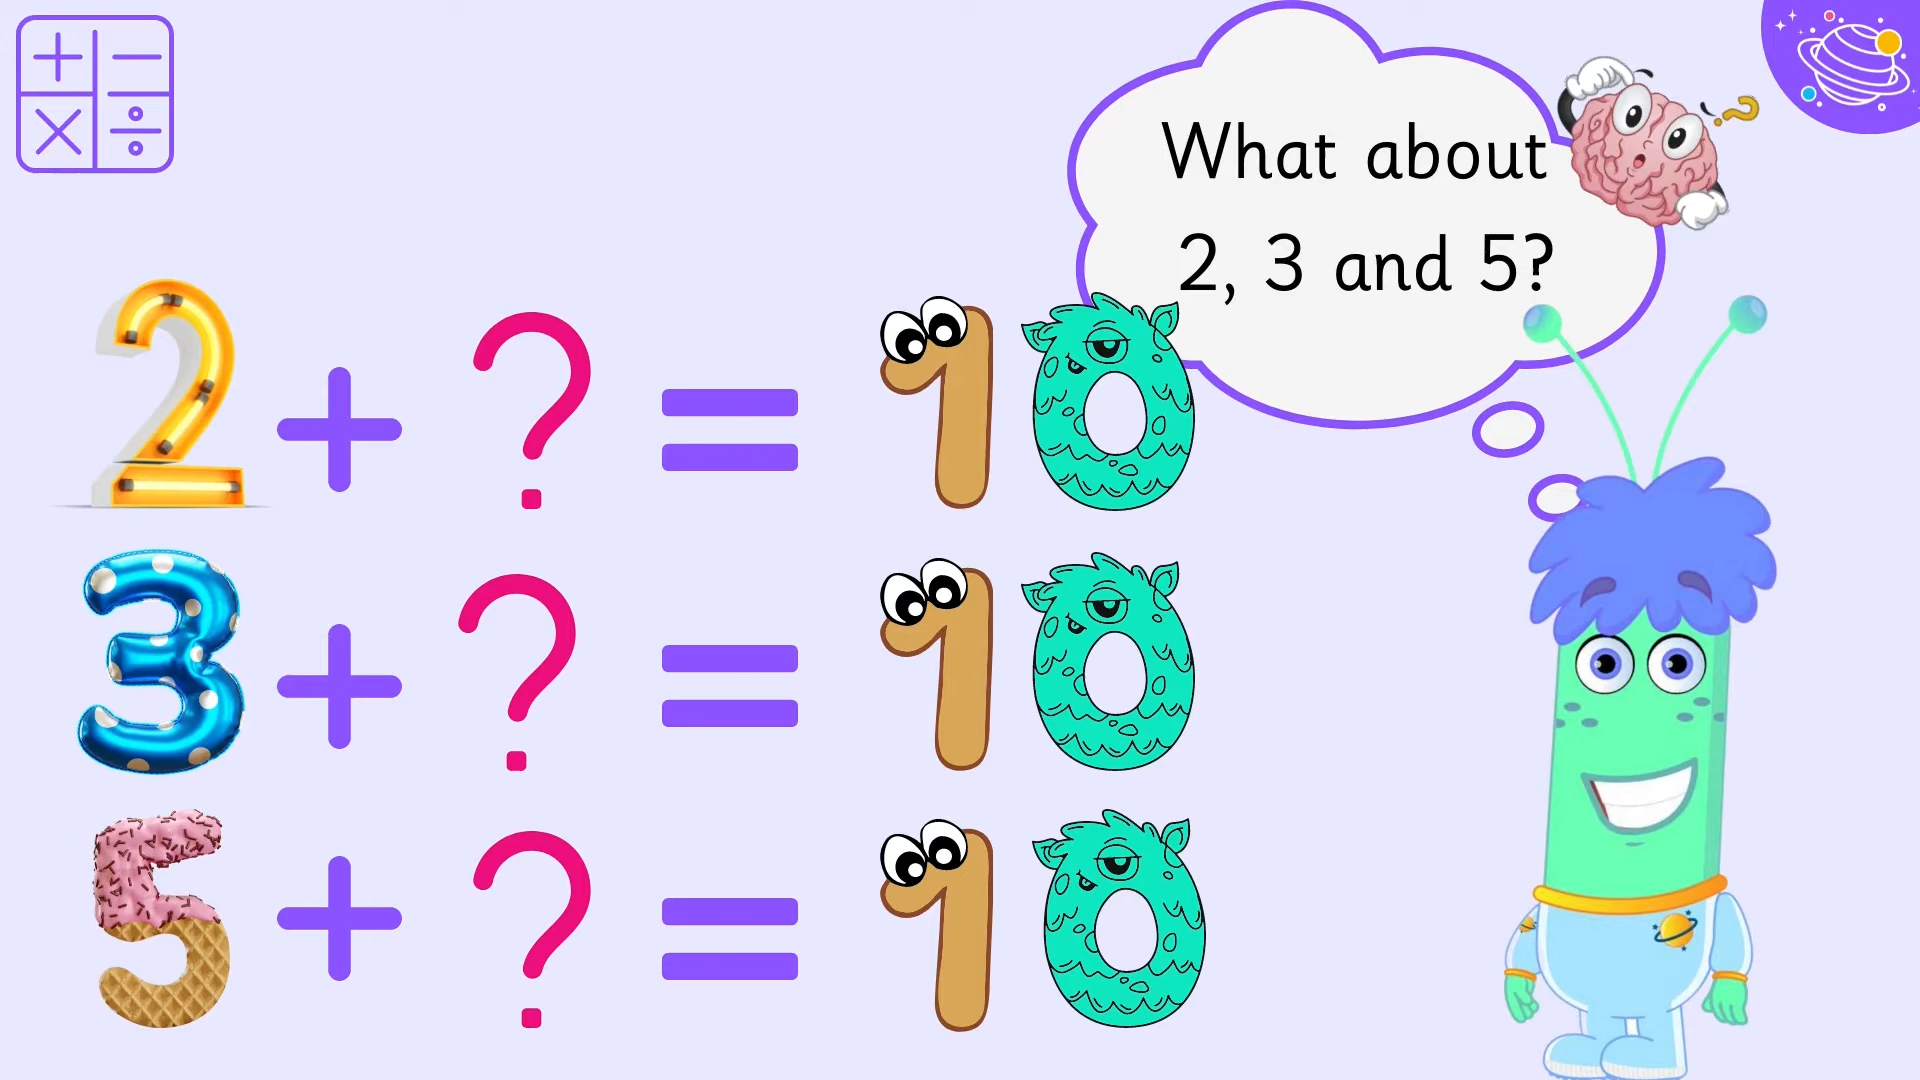 What about
2, 3 and 5?
2 + ? = 10
3 + ? = 10
5 + ? = 10